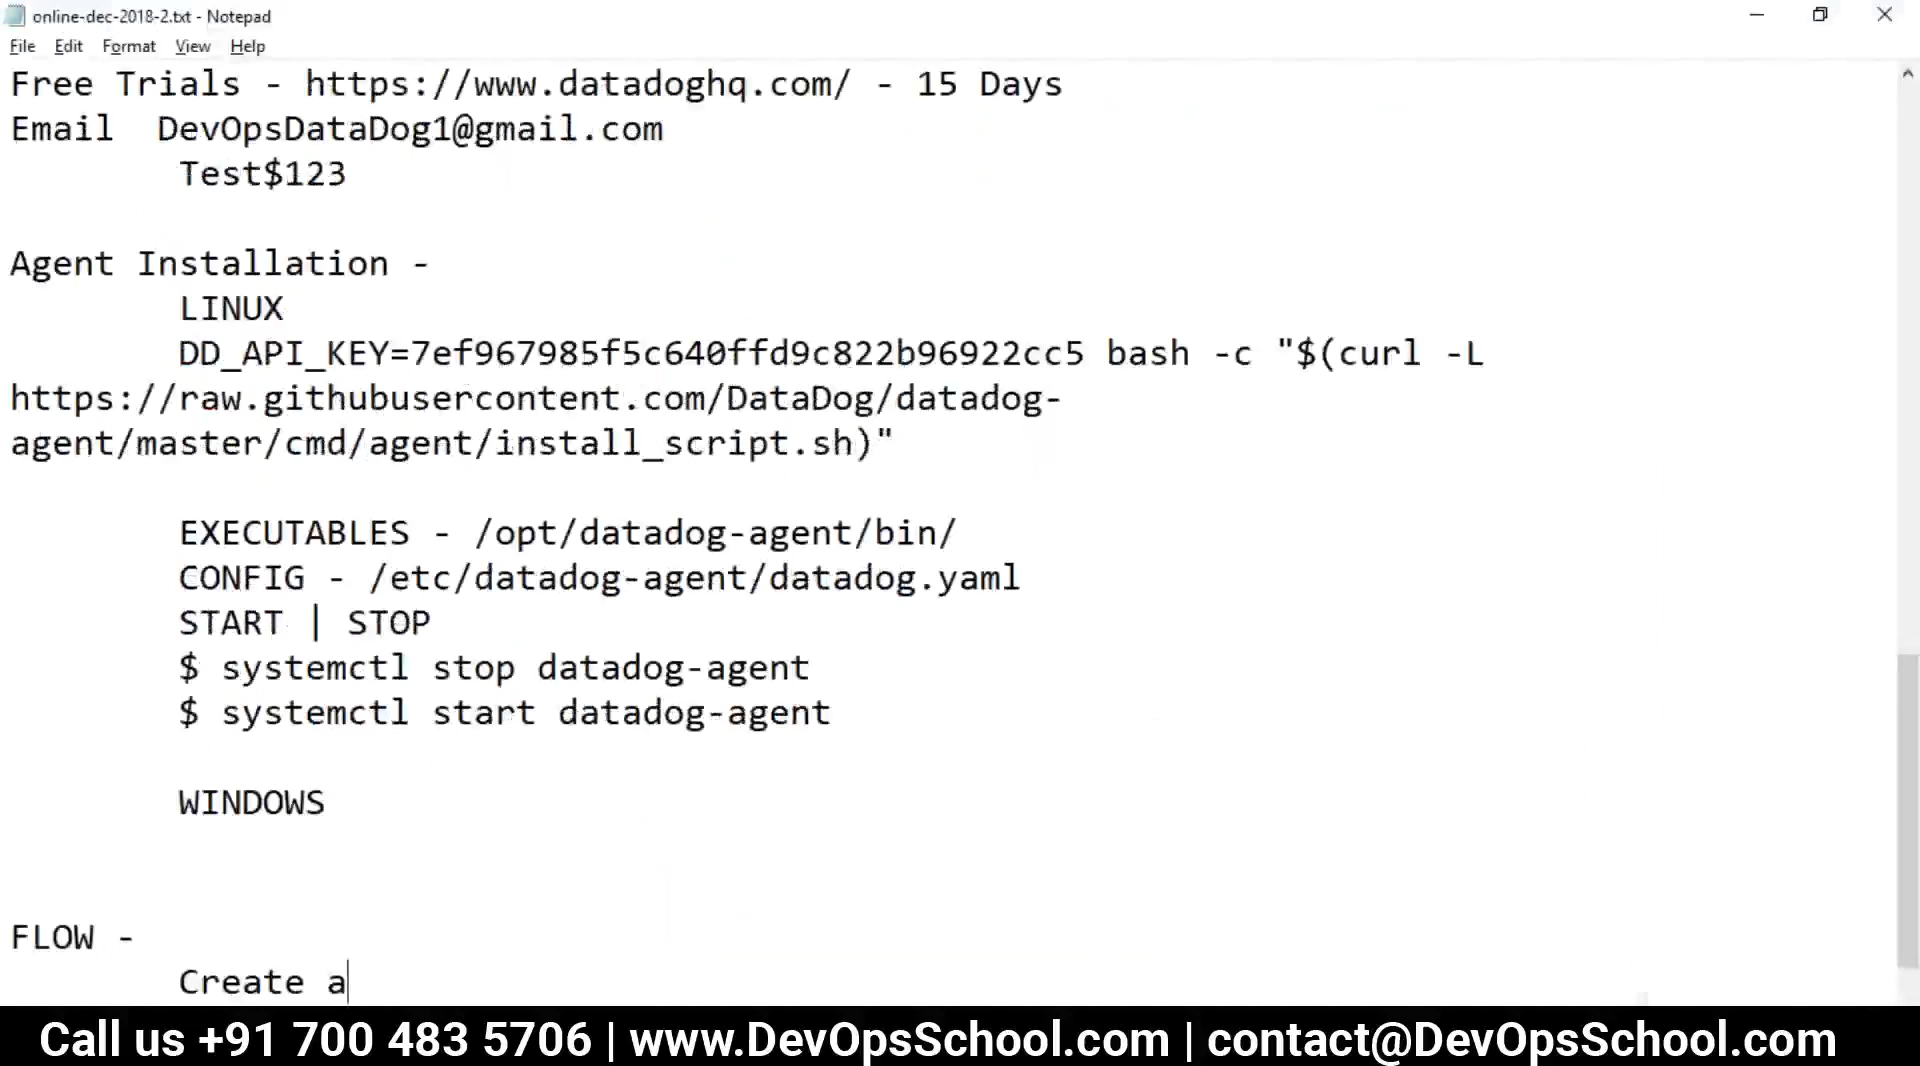 online-dec-2018-2.txt - Notepad
File Edit Format View Help
Free Trials - https://www.datadoghq.com/ - 15 Days
Email DevOpsDataDog1@gmail.com
Test$123
Agent Installation -
LINUX
DD_API_KEY=7ef967985f5c640ffd9c822b96922cc5 bash -c "$(curl -L
https://raw.githubusercontent.com/DataDog/datadog-
agent/master/cmd/agent/install_script.sh)"
EXECUTABLES - /opt/datadog-agent/bin/
CONFIG - /etc/datadog-agent/datadog.yaml
START | STOP
$ systemctl stop datadog-agent
$ systemctl start datadog-agent
WINDOWS
FLOW -
Create a
Call us +91 700 483 5706 | www.DevOpsSchool.com | contact@DevOpsSchool.com